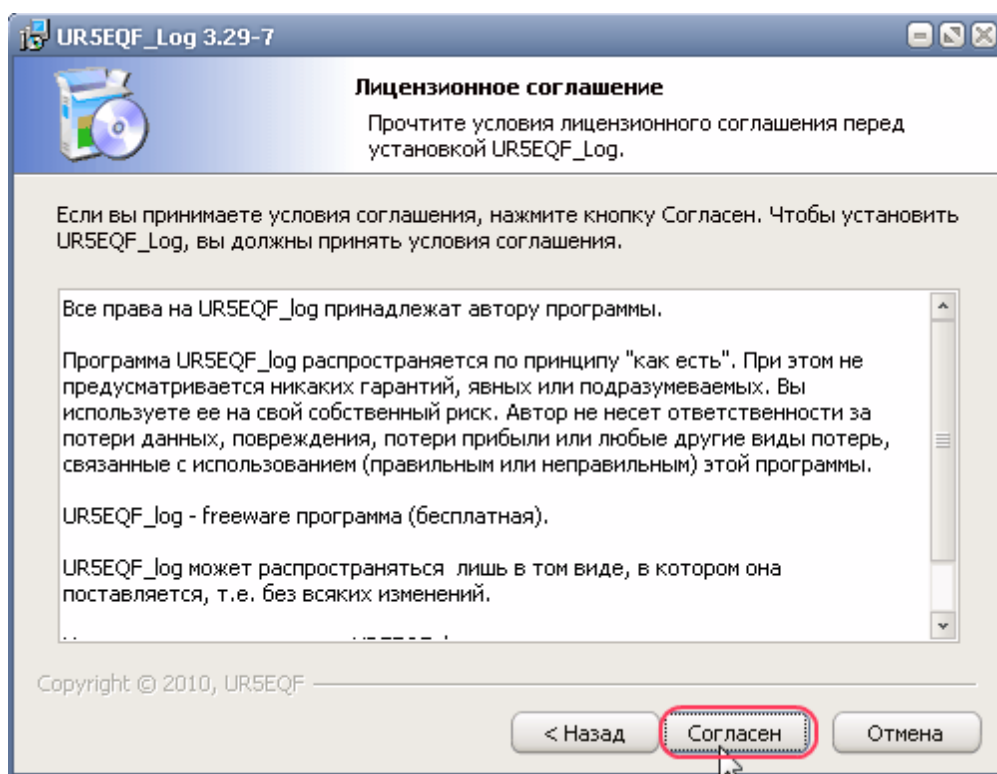 UR5EQF_Log 3.29-7
Лицензионное соглашение
Прочтите условия лицензионного соглашения перед
установкой UR5EQF_Log.
Если вы принимаете условия соглашения, нажмите кнопку Согласен. Чтобы установить
UR5EQF_Log, вы должны принять условия соглашения.
Все права на UR5EQF_log принадлежат автору программы.
Программа UR5EQF_log распространяется по принципу "как есть". При этом не
предусматривается никаких гарантий, явных или подразумеваемых. Вы
используете ее на свой собственный риск. Автор не несет ответственности за
потери данных, повреждения, потери прибыли или любые другие виды потерь,
связанные с использованием (правильным или неправильным) этой программы.
UR5EQF_log - freeware программа (бесплатная).
UR5EQF_log может распространяться  лишь в том виде, в котором она
поставляется, т.е. без всяких изменений.
Copyright © 2010, UR5EQF
< Назад Согласен Отмена